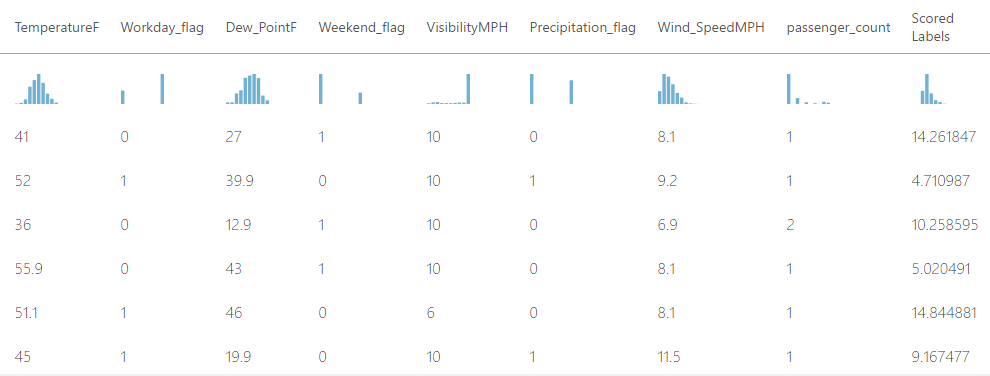 TemperatureF Workday_flag Dew_PointF Weekend_flag VisibilityMPH Precipitation_flag Wind_SpeedMPH passenger_count Scored Labels
41 0 27 1 10 0 8.1 1 14.261847
52 1 39.9 0 10 1 9.2 1 4.710987
36 0 12.9 1 10 0 6.9 2 10.258595
55.9 0 43 1 10 0 8.1 1 5.020491
51.1 1 46 0 6 0 8.1 1 14.844881
45 1 19.9 0 10 1 11.5 1 9.167477